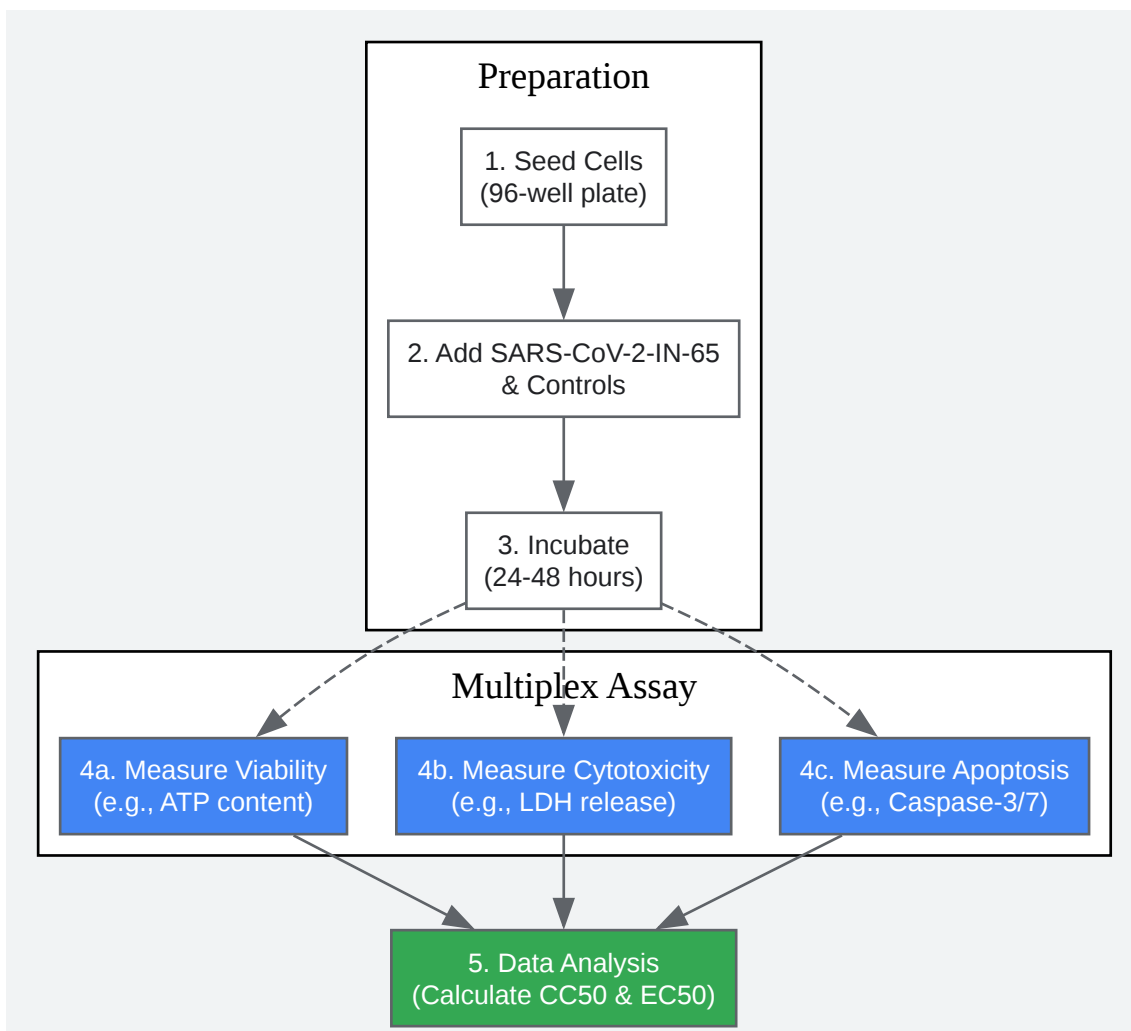 Preparation
1. Seed Cells
(96-well plate)
2. Add SARS-CoV-2-IN-65
& Controls
3. Incubate
(24-48 hours)
Multiplex Assay
4a. Measure Viability
(e.g., ATP content)
4b. Measure Cytotoxicity
(e.g., LDH release)
4c. Measure Apoptosis
(e.g., Caspase-3/7)
5. Data Analysis
(Calculate CC50 & EC50)